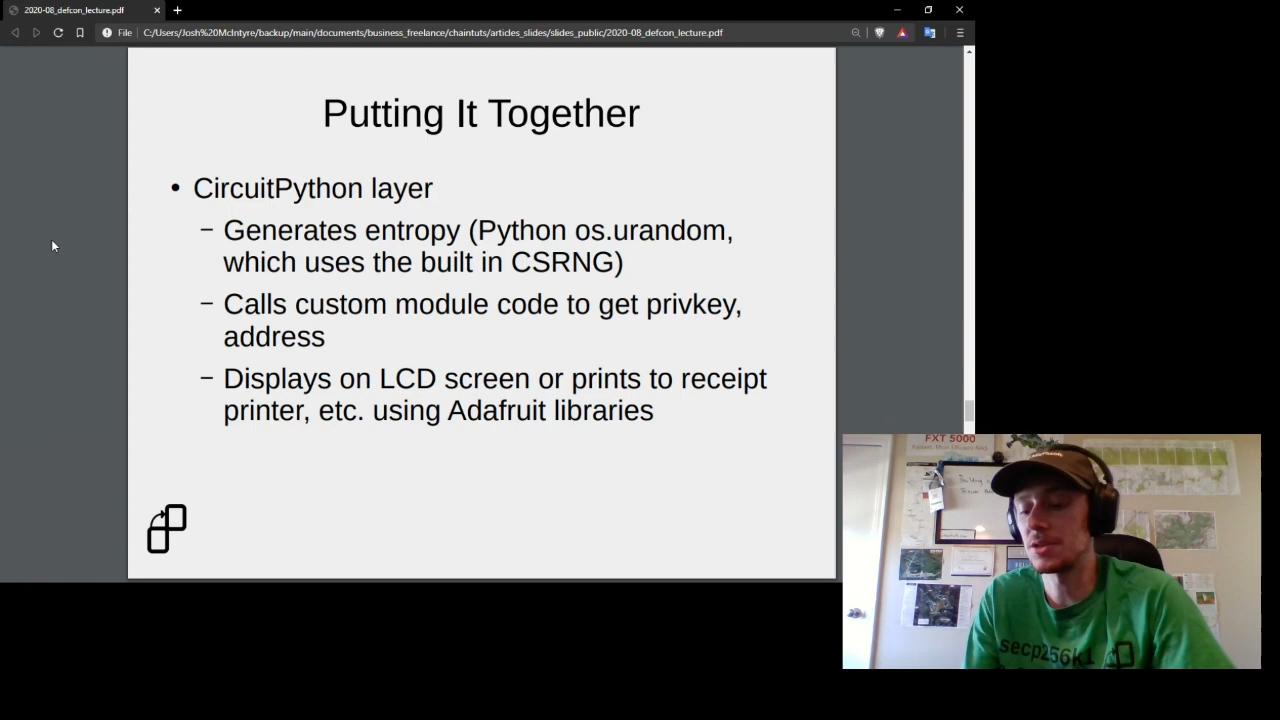 2020-08_defcon_lecture.pdf
File
C:/Users/Josh%20McIntyre/backup/main/documents/business_freelance/chaintuts/articles_slides/slides_public/2020-08_defcon_lecture.pdf
Putting It Together
• CircuitPython layer
– Generates entropy (Python os.urandom,
which uses the built in CSRNG)
– Calls custom module code to get privkey,
address
– Displays on LCD screen or prints to receipt
printer, etc. using Adafruit libraries
FXT 5000
secp256k1